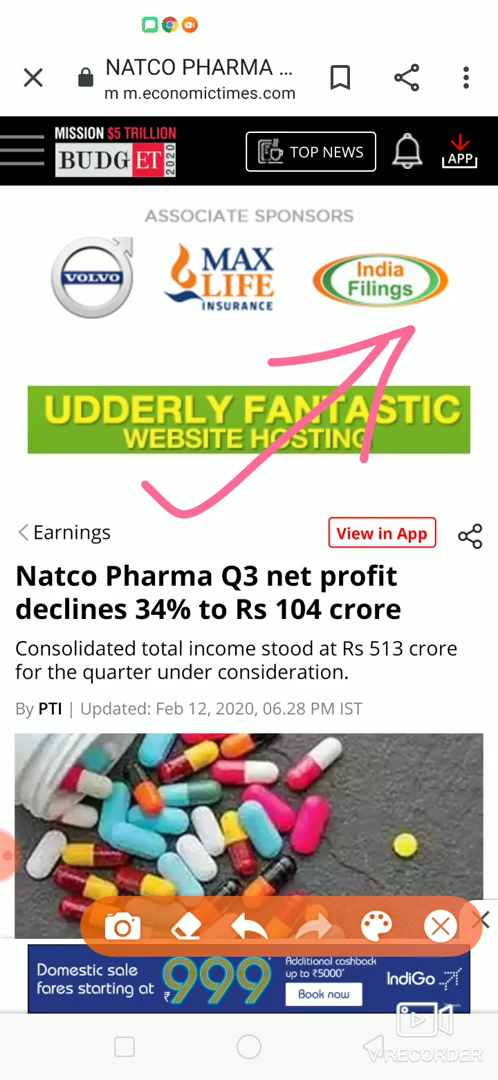 NATCO PHARMA ...
m m.economictimes.com
MISSION $5 TRILLION
BUDGET 2020
TOP NEWS
APP
ASSOCIATE SPONSORS
VOLVO
MAX
LIFE
INSURANCE
India
Filings
UDDERLY FANTASTIC
WEBSITE HOSTING
Earnings
View in App
Natco Pharma Q3 net profit
declines 34% to Rs 104 crore
Consolidated total income stood at Rs 513 crore
for the quarter under consideration.
By PTI | Updated: Feb 12, 2020, 06.28 PM IST
Domestic sale
fares starting at
₹999*
Additional cashback
up to ₹5000*
Book now
IndiGo
VRECORDER